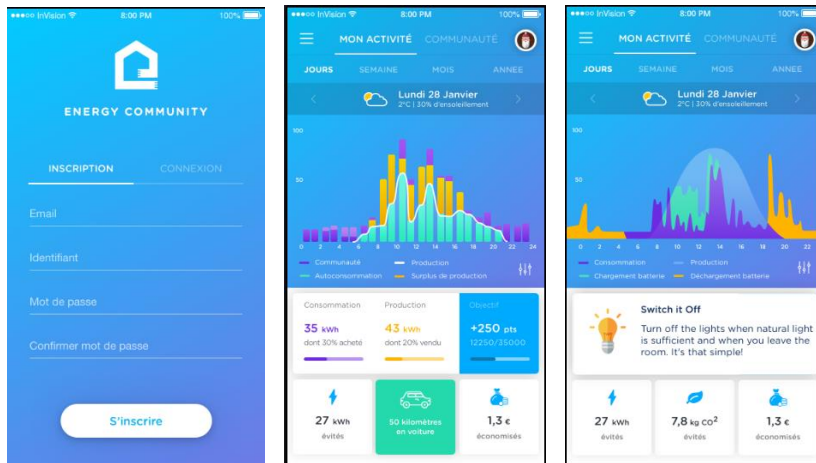 InVision 8:00 PM 100%
ENERGY COMMUNITY
INSCRIPTION CONNEXION
Email
Identifiant
Mot de passe
Confirmer mot de passe
S'inscrire
InVision 8:00 PM 100%
MON ACTIVITÉ COMMUNAUTÉ
JOURS SEMAINE MOIS ANNEE
Lundi 28 Janvier
2°C | 30% d'ensoleillement
100
50
0 2 4 6 8 10 12 14 16 18 20 22 24
Communauté Production
Autoconsommation Surplus de production
Consommation Production Objectif
35 kWh 43 kWh +250 pts
dont 30% acheté dont 20% vendu 12250/35000
27 kWh 50 kilomètres 1,3 €
évités en voiture économisés
InVision 8:00 PM 100%
MON ACTIVITÉ COMMUNAUTÉ
JOURS SEMAINE MOIS ANNEE
Lundi 28 Janvier
2°C | 30% d'ensoleillement
100
50
0 2 4 6 8 10 12 14 16 18 20 22
Consommation Production
Chargement batterie Déchargement batterie
Switch it Off
Turn off the lights when natural light
is sufficient and when you leave the
room. It's that simple!
27 kWh 7,8 kg CO² 1,3 €
évités évités économisés